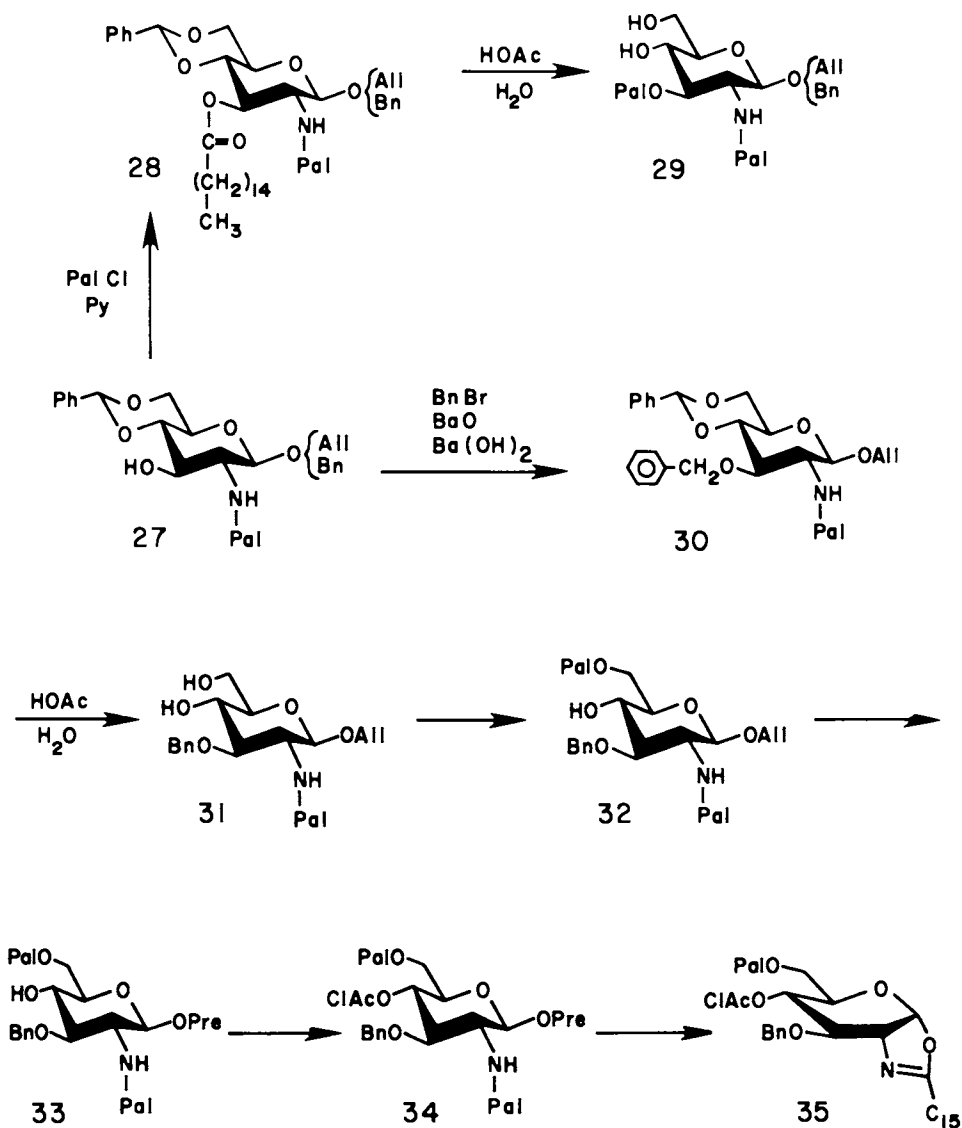 Ph O O O O { All Bn
O NH
C=O Pal
(CH2)14
CH3
28
HOAc
H2O
HO HO O PalO O { All Bn
NH
Pal
29
Pal Cl
Py
Ph O O O HO O { All Bn
NH
Pal
27
BnBr
BaO
Ba(OH)2
Ph O O O CH2O OAll
NH
Pal
30
HOAc
H2O
HO HO O BnO OAll
NH
Pal
31
PalO HO O BnO OAll
NH
Pal
32
PalO HO O BnO OPre
NH
Pal
33
PalO ClAcO O BnO OPre
NH
Pal
34
PalO ClAcO O BnO O
N
C15
35